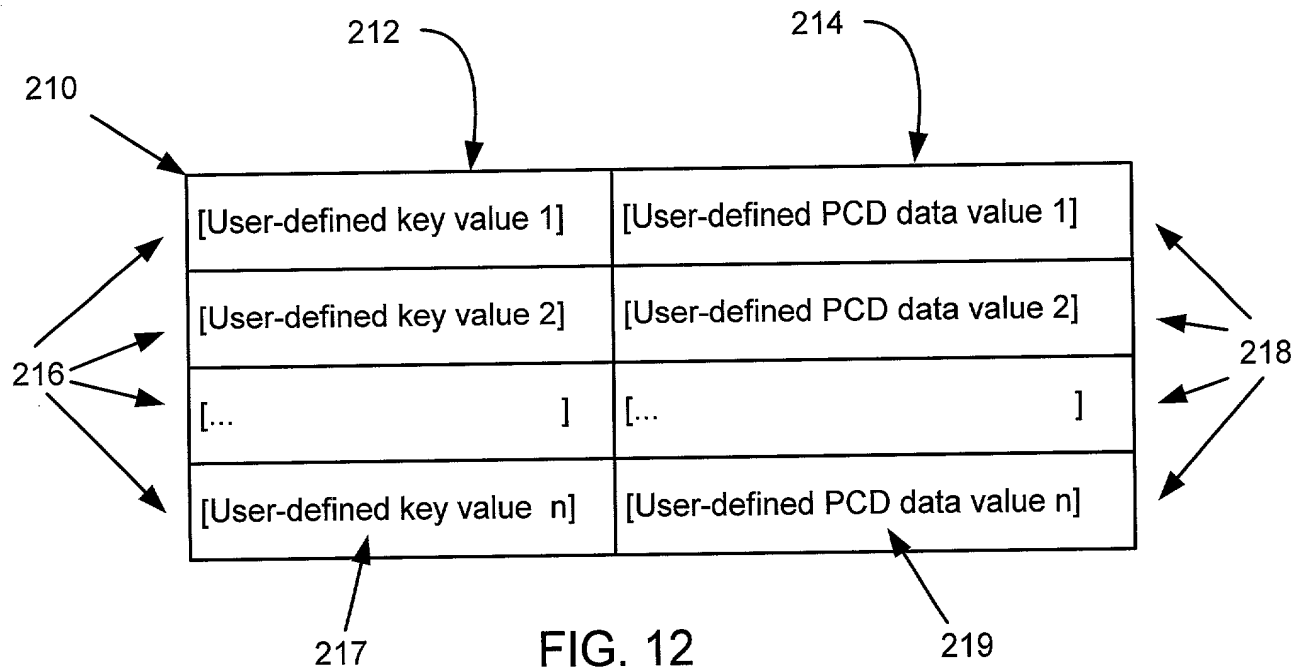 212
214
210
[User-defined key value 1] [User-defined PCD data value 1]
[User-defined key value 2] [User-defined PCD data value 2]
216
218
[... ] [... ]
[User-defined key value n] [User-defined PCD data value n]
217
FIG. 12
219